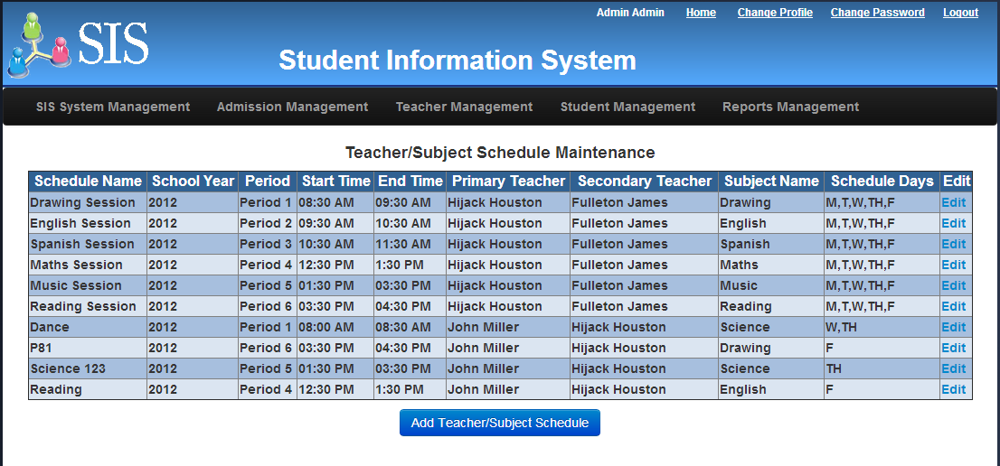 Admin Admin Home Change Profile Change Password Logout
SIS
Student Information System
SIS System Management Admission Management Teacher Management Student Management Reports Management
Teacher/Subject Schedule Maintenance
Schedule Name School Year Period Start Time End Time Primary Teacher Secondary Teacher Subject Name Schedule Days Edit
Drawing Session 2012 Period 1 08:30 AM 09:30 AM Hijack Houston Fulleton James Drawing M,T,W,TH,F Edit
English Session 2012 Period 2 09:30 AM 10:30 AM Hijack Houston Fulleton James English M,T,W,TH,F Edit
Spanish Session 2012 Period 3 10:30 AM 11:30 AM Hijack Houston Fulleton James Spanish M,T,W,TH,F Edit
Maths Session 2012 Period 4 12:30 PM 1:30 PM Hijack Houston Fulleton James Maths M,T,W,TH,F Edit
Music Session 2012 Period 5 01:30 PM 03:30 PM Hijack Houston Fulleton James Music M,T,W,TH,F Edit
Reading Session 2012 Period 6 03:30 PM 04:30 PM Hijack Houston Fulleton James Reading M,T,W,TH,F Edit
Dance 2012 Period 1 08:00 AM 08:30 AM John Miller Hijack Houston Science W,TH Edit
P81 2012 Period 6 03:30 PM 04:30 PM John Miller Hijack Houston Drawing F Edit
Science 123 2012 Period 5 01:30 PM 03:30 PM John Miller Hijack Houston Science TH Edit
Reading 2012 Period 4 12:30 PM 1:30 PM John Miller Hijack Houston English F Edit
Add Teacher/Subject Schedule